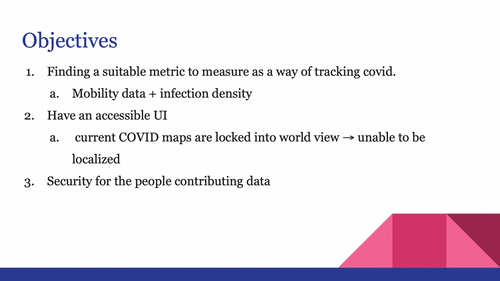 Objectives
1. Finding a suitable metric to measure as a way of tracking covid.
a. Mobility data + infection density
2. Have an accessible UI
a. current COVID maps are locked into world view → unable to be
localized
3. Security for the people contributing data